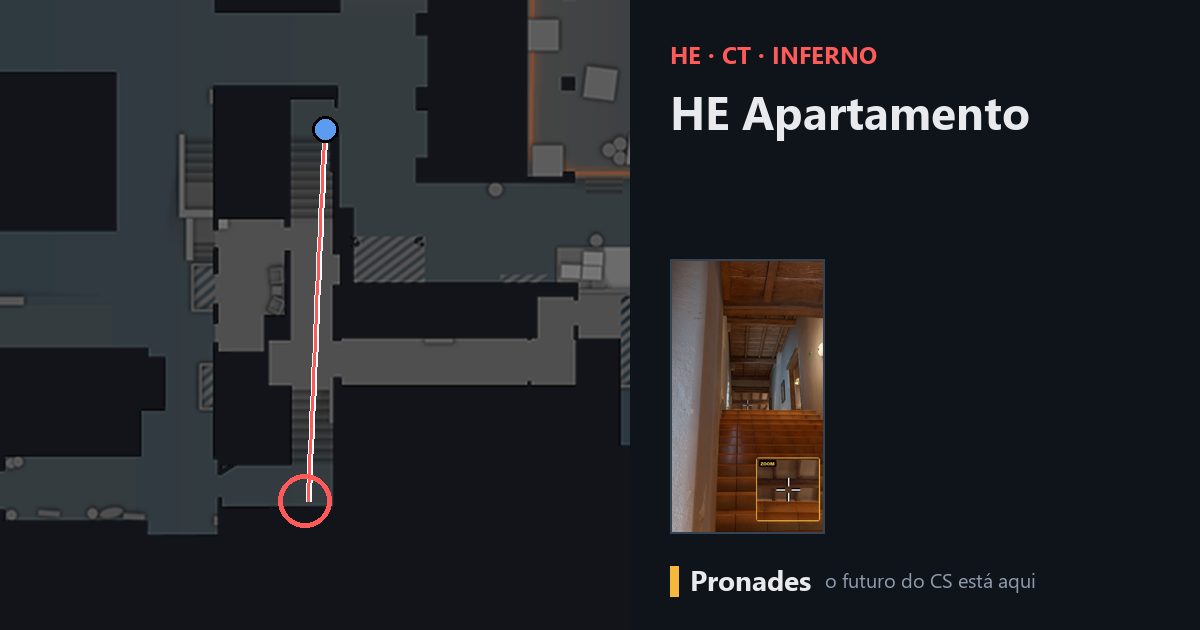 HE · CT · INFERNO
HE Apartamento
ZOOM
Pronades o futuro do CS está aqui